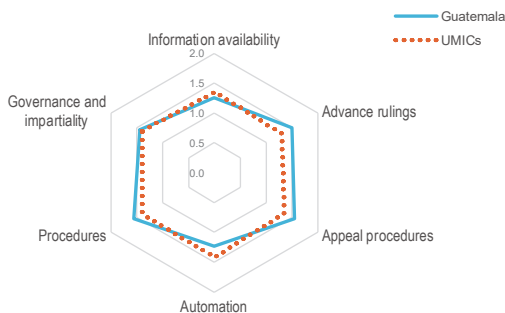 Guatemala
UMICs
Information availability
2.0
1.5
1.0
0.5
0.0
Governance and
impartiality
Advance rulings
Procedures
Appeal procedures
Automation